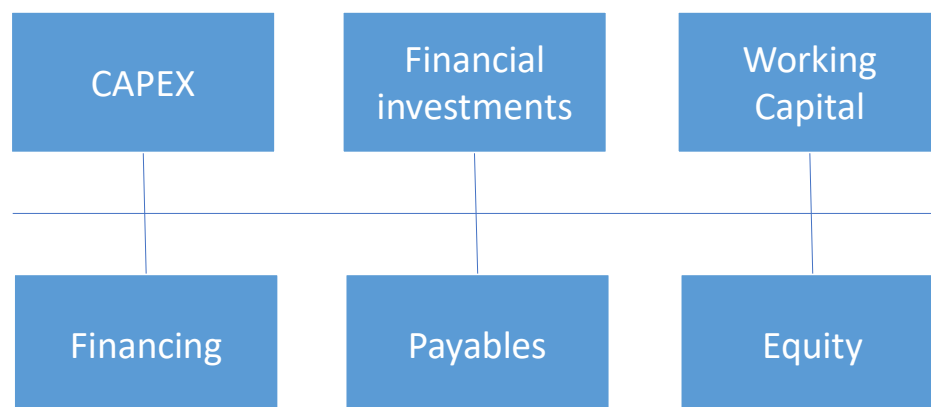 CAPEX
Financial
investments
Working
Capital
Financing
Payables
Equity